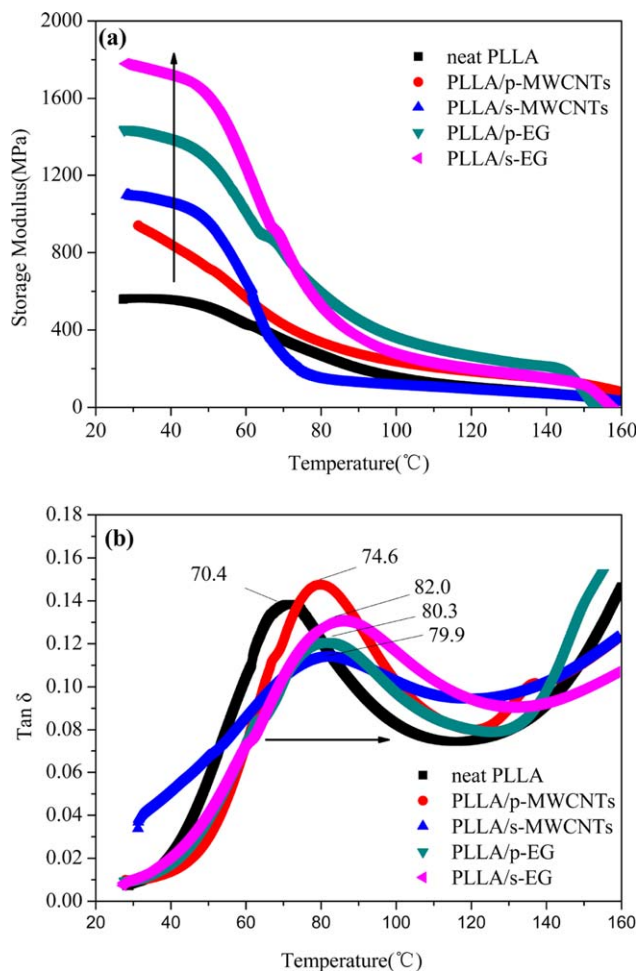 (a)
neat PLLA
PLLA/p-MWCNTs
PLLA/s-MWCNTs
PLLA/p-EG
PLLA/s-EG
2000
1600
1200
800
400
0
Storage Modulus(MPa)
20 40 60 80 100 120 140 160
Temperature(℃)
(b)
70.4
74.6
82.0
80.3
79.9
0.18
0.16
0.14
0.12
0.10
0.08
0.06
0.04
0.02
0.00
Tan δ
neat PLLA
PLLA/p-MWCNTs
PLLA/s-MWCNTs
PLLA/p-EG
PLLA/s-EG
20 40 60 80 100 120 140 160
Temperature(℃)